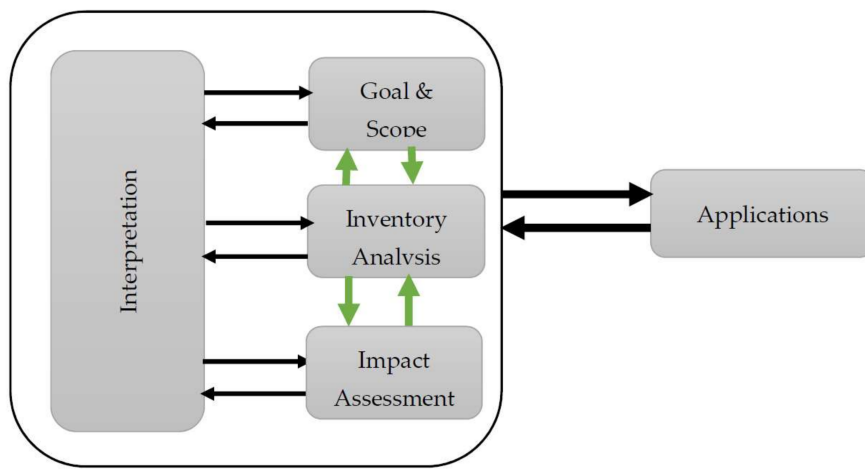 Interpretation
Goal &
Scope
Inventory
Analysis
Impact
Assessment
Applications